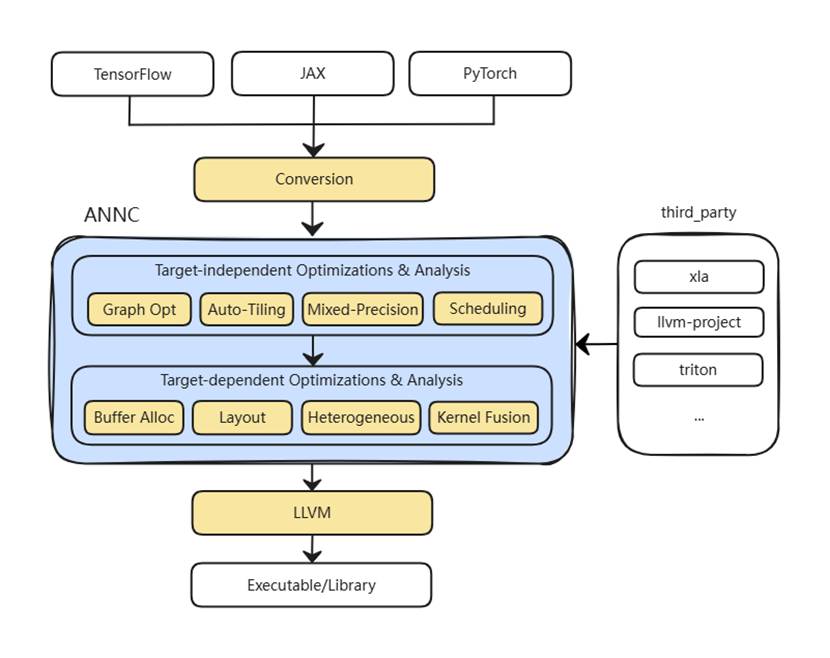 TensorFlow
JAX
PyTorch
Conversion
ANNC
Target-independent Optimizations & Analysis
Graph Opt
Auto-Tiling
Mixed-Precision
Scheduling
Target-dependent Optimizations & Analysis
Buffer Alloc
Layout
Heterogeneous
Kernel Fusion
third_party
xla
llvm-project
triton
...
LLVM
Executable/Library